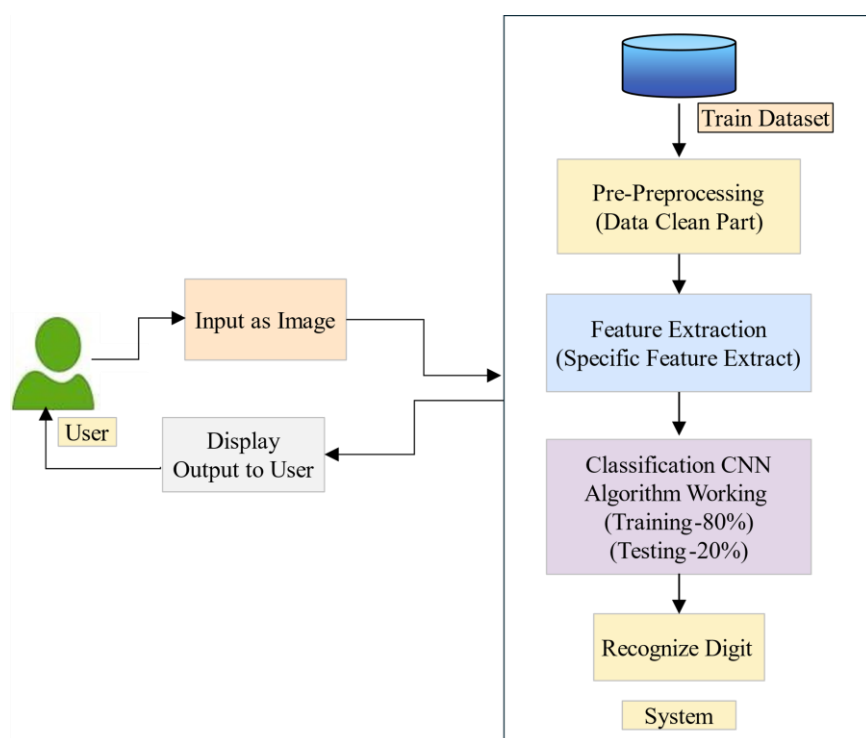 Train Dataset
Pre-Preprocessing
(Data Clean Part)
Input as Image
Feature Extraction
(Specific Feature Extract)
User
Display
Output to User
Classification CNN
Algorithm Working
(Training-80%)
(Testing-20%)
Recognize Digit
System